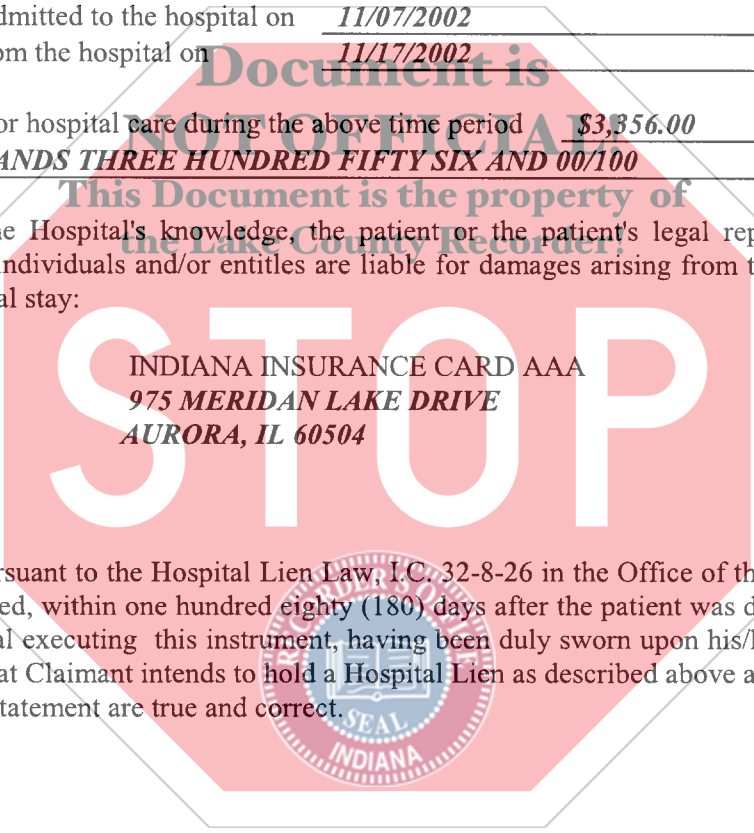 dmitted to the hospital on 11/07/2002
om the hospital on 11/17/2002
Document is
or hospital care during the above time period $3,356.00
NOT OFFICIAL!
ANDS THREE HUNDRED FIFTY SIX AND 00/100
This Document is the property of
the Lake County Recorder!
e Hospital's knowledge, the patient or the patient's legal rep
individuals and/or entitles are liable for damages arising from t
al stay:
STOP
INDIANA INSURANCE CARD AAA
975 MERIDAN LAKE DRIVE
AURORA, IL 60504
rsuant to the Hospital Lien Law, I.C. 32-8-26 in the Office of th
ed, within one hundred eighty (180) days after the patient was d
al executing this instrument, having been duly sworn upon his/h
at Claimant intends to hold a Hospital Lien as described above a
statement are true and correct.
SEAL
INDIANA